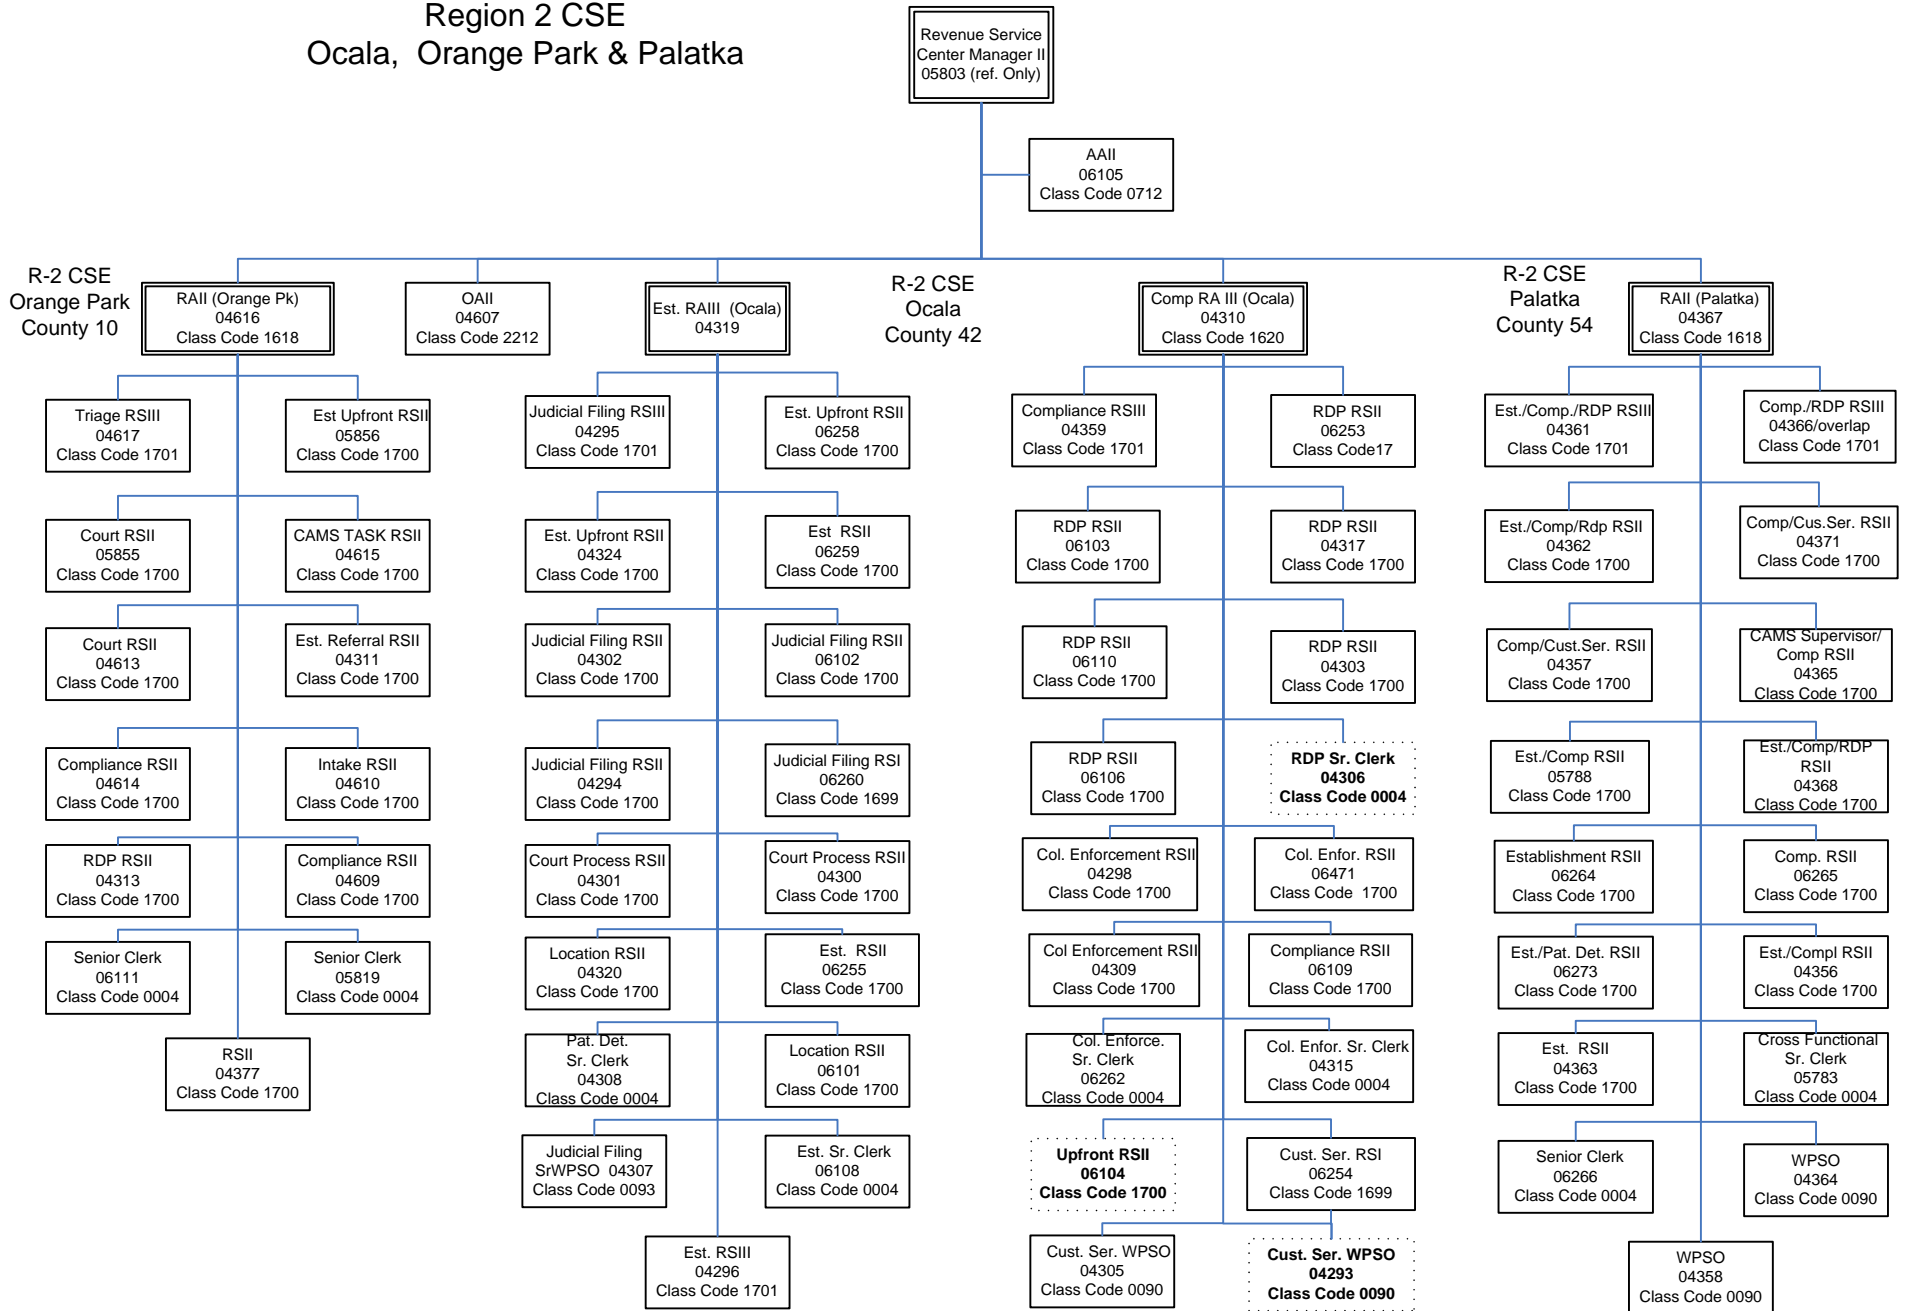 Region 2 CSE
Ocala,  Orange Park & Palatka
Revenue Service
Center Manager II
05803 (ref. Only)
AAII
06105
Class Code 0712
R-2 CSE
Orange Park
County 10
RAII (Orange Pk)
04616
Class Code 1618
OAII
04607
Class Code 2212
Est. RAIII  (Ocala)
04319
R-2 CSE
Ocala
County 42
Comp RA III (Ocala)
04310
Class Code 1620
R-2 CSE
Palatka
County 54
RAII (Palatka)
04367
Class Code 1618
Triage RSIII
04617
Class Code 1701
Est Upfront RSII
05856
Class Code 1700
Court RSII
05855
Class Code 1700
CAMS TASK RSII
04615
Class Code 1700
Court RSII
04613
Class Code 1700
Est. Referral RSII
04311
Class Code 1700
Compliance RSII
04614
Class Code 1700
Intake RSII
04610
Class Code 1700
RDP RSII
04313
Class Code 1700
Compliance RSII
04609
Class Code 1700
Senior Clerk
06111
Class Code 0004
Senior Clerk
05819
Class Code 0004
RSII
04377
Class Code 1700
Judicial Filing RSIII
04295
Class Code 1701
Est. Upfront RSII
06258
Class Code 1700
Est. Upfront RSII
04324
Class Code 1700
Est  RSII
06259
Class Code 1700
Judicial Filing RSII
04302
Class Code 1700
Judicial Filing RSII
06102
Class Code 1700
Judicial Filing RSII
04294
Class Code 1700
Judicial Filing RSI
06260
Class Code 1699
Court Process RSII
04301
Class Code 1700
Court Process RSII
04300
Class Code 1700
Location RSII
04320
Class Code 1700
Est.  RSII
06255
Class Code 1700
Pat. Det.
Sr. Clerk
04308
Class Code 0004
Location RSII
06101
Class Code 1700
Judicial Filing
SrWPSO  04307
Class Code 0093
Est. Sr. Clerk
06108
Class Code 0004
Est. RSIII
04296
Class Code 1701
Compliance RSIII
04359
Class Code 1701
RDP RSII
06253
Class Code17
RDP RSII
06103
Class Code 1700
RDP RSII
04317
Class Code 1700
RDP RSII
06110
Class Code 1700
RDP RSII
04303
Class Code 1700
RDP RSII
06106
Class Code 1700
RDP Sr. Clerk
04306
Class Code 0004
Col. Enforcement RSII
04298
Class Code 1700
Col. Enfor. RSII
06471
Class Code  1700
Col Enforcement RSII
04309
Class Code 1700
Compliance RSII
06109
Class Code 1700
Col. Enforce.
Sr. Clerk
06262
Class Code 0004
Col. Enfor. Sr. Clerk
04315
Class Code 0004
Upfront RSII
06104
Class Code 1700
Cust. Ser. RSI
06254
Class Code 1699
Cust. Ser. WPSO
04305
Class Code 0090
Cust. Ser. WPSO
04293
Class Code 0090
Est./Comp./RDP RSIII
04361
Class Code 1701
Comp./RDP RSIII
04366/overlap
Class Code 1701
Est./Comp/Rdp RSII
04362
Class Code 1700
Comp/Cus.Ser. RSII
04371
Class Code 1700
Comp/Cust.Ser. RSII
04357
Class Code 1700
CAMS Supervisor/
Comp RSII
04365
Class Code 1700
Est./Comp RSII
05788
Class Code 1700
Est./Comp/RDP
RSII
04368
Class Code 1700
Establishment RSII
06264
Class Code 1700
Comp. RSII
06265
Class Code 1700
Est./Pat. Det. RSII
06273
Class Code 1700
Est./Compl RSII
04356
Class Code 1700
Est.  RSII
04363
Class Code 1700
Cross Functional
Sr. Clerk
05783
Class Code 0004
Senior Clerk
06266
Class Code 0004
WPSO
04364
Class Code 0090
WPSO
04358
Class Code 0090